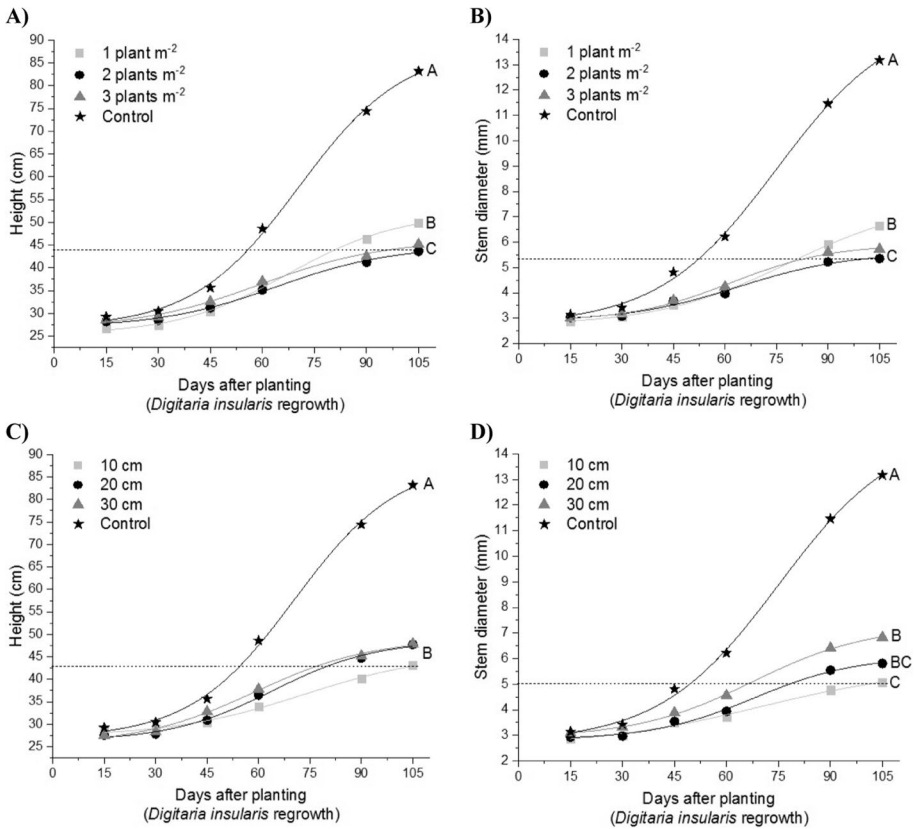 A)
90
85
80
75
70
65
60
55
50
45
40
35
30
25
Height (cm)
1 plant m-2
2 plants m-2
3 plants m-2
Control
A
B
C
0 15 30 45 60 75 90 105
Days after planting
(Digitaria insularis regrowth)
B)
14
13
12
11
10
9
8
7
6
5
4
3
2
Stem diameter (mm)
1 plant m-2
2 plants m-2
3 plants m-2
Control
A
B
C
0 15 30 45 60 75 90 105
Days after planting
(Digitaria insularis regrowth)
C)
90
85
80
75
70
65
60
55
50
45
40
35
30
25
Height (cm)
10 cm
20 cm
30 cm
Control
A
B
0 15 30 45 60 75 90 105
Days after planting
(Digitaria insularis regrowth)
D)
14
13
12
11
10
9
8
7
6
5
4
3
2
Stem diameter (mm)
10 cm
20 cm
30 cm
Control
A
B
BC
C
0 15 30 45 60 75 90 105
Days after planting
(Digitaria insularis regrowth)